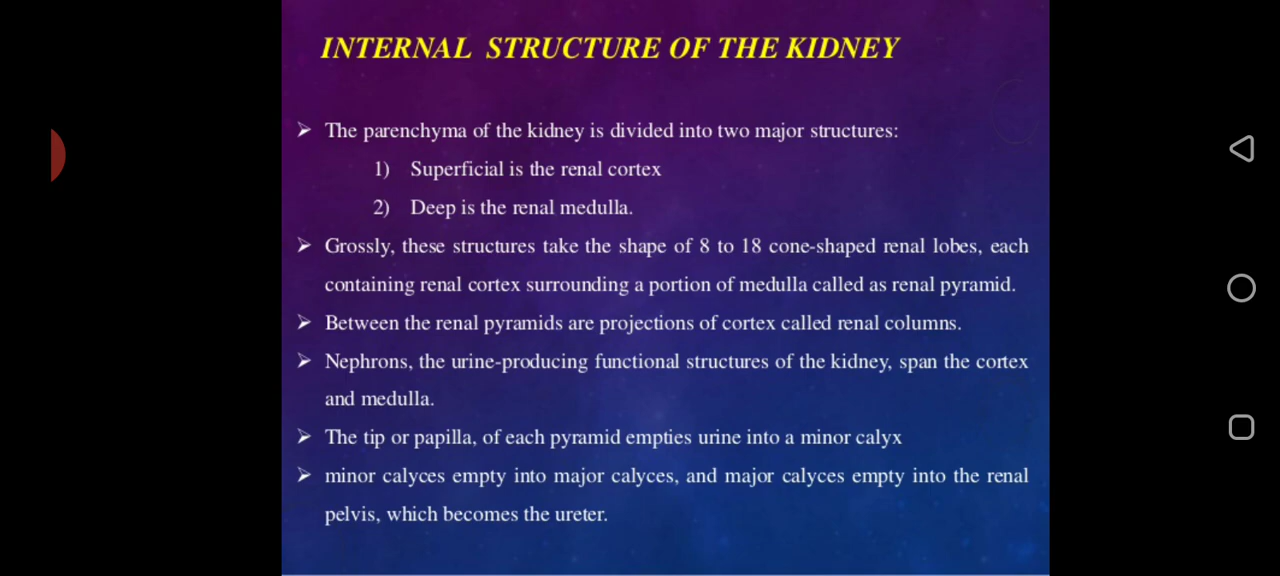 INTERNAL STRUCTURE OF THE KIDNEY
➢ The parenchyma of the kidney is divided into two major structures:
1) Superficial is the renal cortex
2) Deep is the renal medulla.
➢ Grossly, these structures take the shape of 8 to 18 cone-shaped renal lobes, each
containing renal cortex surrounding a portion of medulla called as renal pyramid.
➢ Between the renal pyramids are projections of cortex called renal columns.
➢ Nephrons, the urine-producing functional structures of the kidney, span the cortex
and medulla.
➢ The tip or papilla, of each pyramid empties urine into a minor calyx
➢ minor calyces empty into major calyces, and major calyces empty into the renal
pelvis, which becomes the ureter.